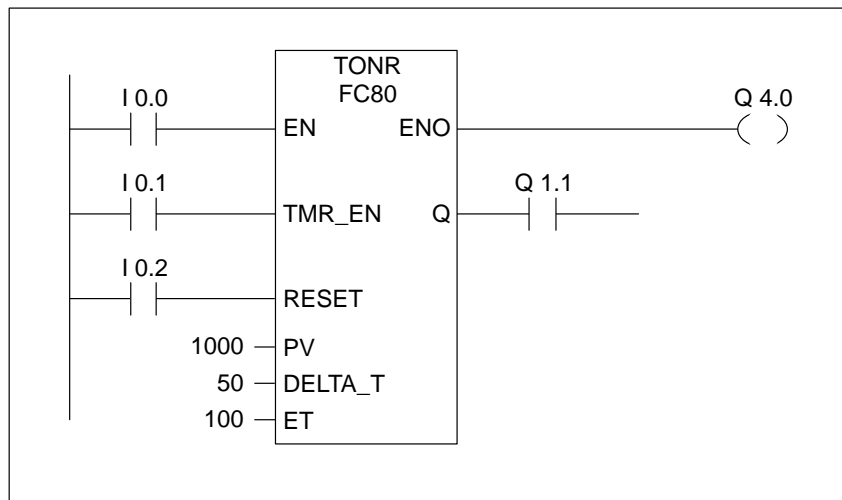 TONR
FC80
I 0.0
EN
ENO
Q 4.0
I 0.1
TMR_EN
Q
Q 1.1
I 0.2
RESET
1000
PV
50
DELTA_T
100
ET